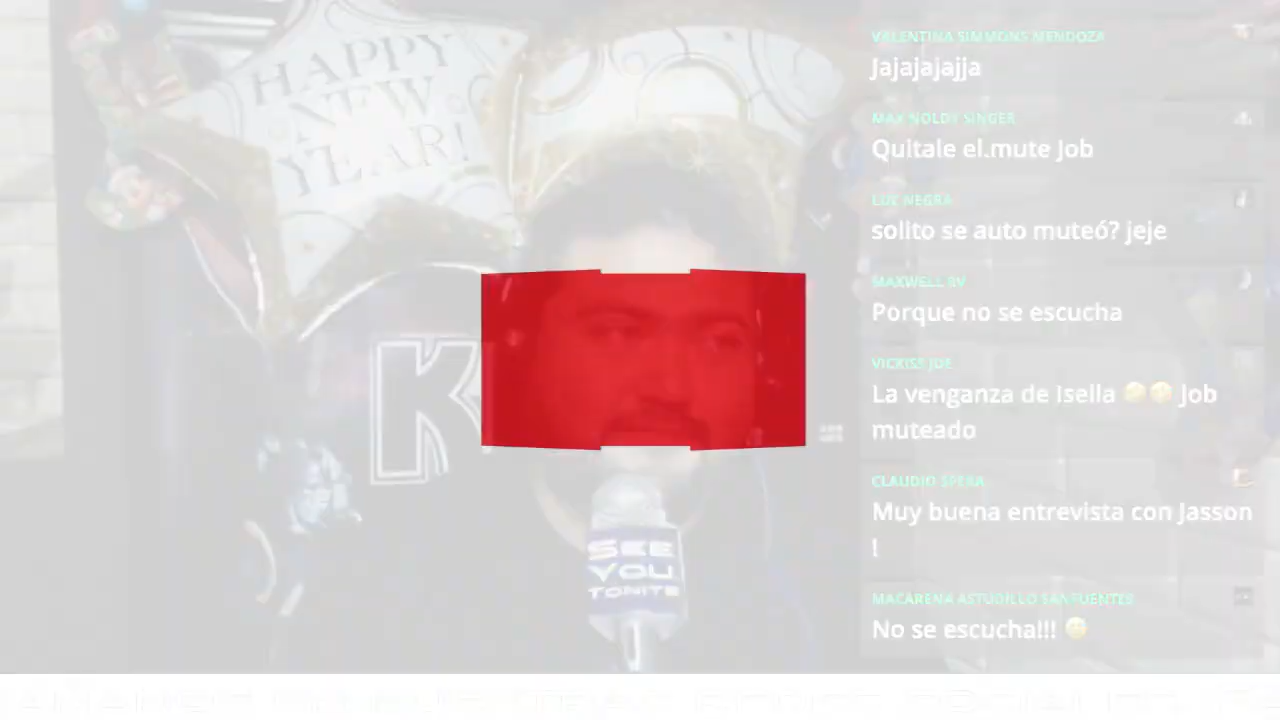 HAPPY
NEW
YEAR!
K
SEE
YOU
TONITE
VALENTINA SIMMONS MENDOZA
Jajajajajja
MAX NOLDY SINGER
Quitale el.mute Job
LUZ NEGRA
solito se auto muteó? jeje
MAXWELL BV
Porque no se escucha
VICKISS JOE
La venganza de Isella 🤣🤣 Job
muteado
CLAUDIO SPERA
Muy buena entrevista con Jasson
!
MACARENA ASTUDILLO SANFUENTES
No se escucha!!! 😅